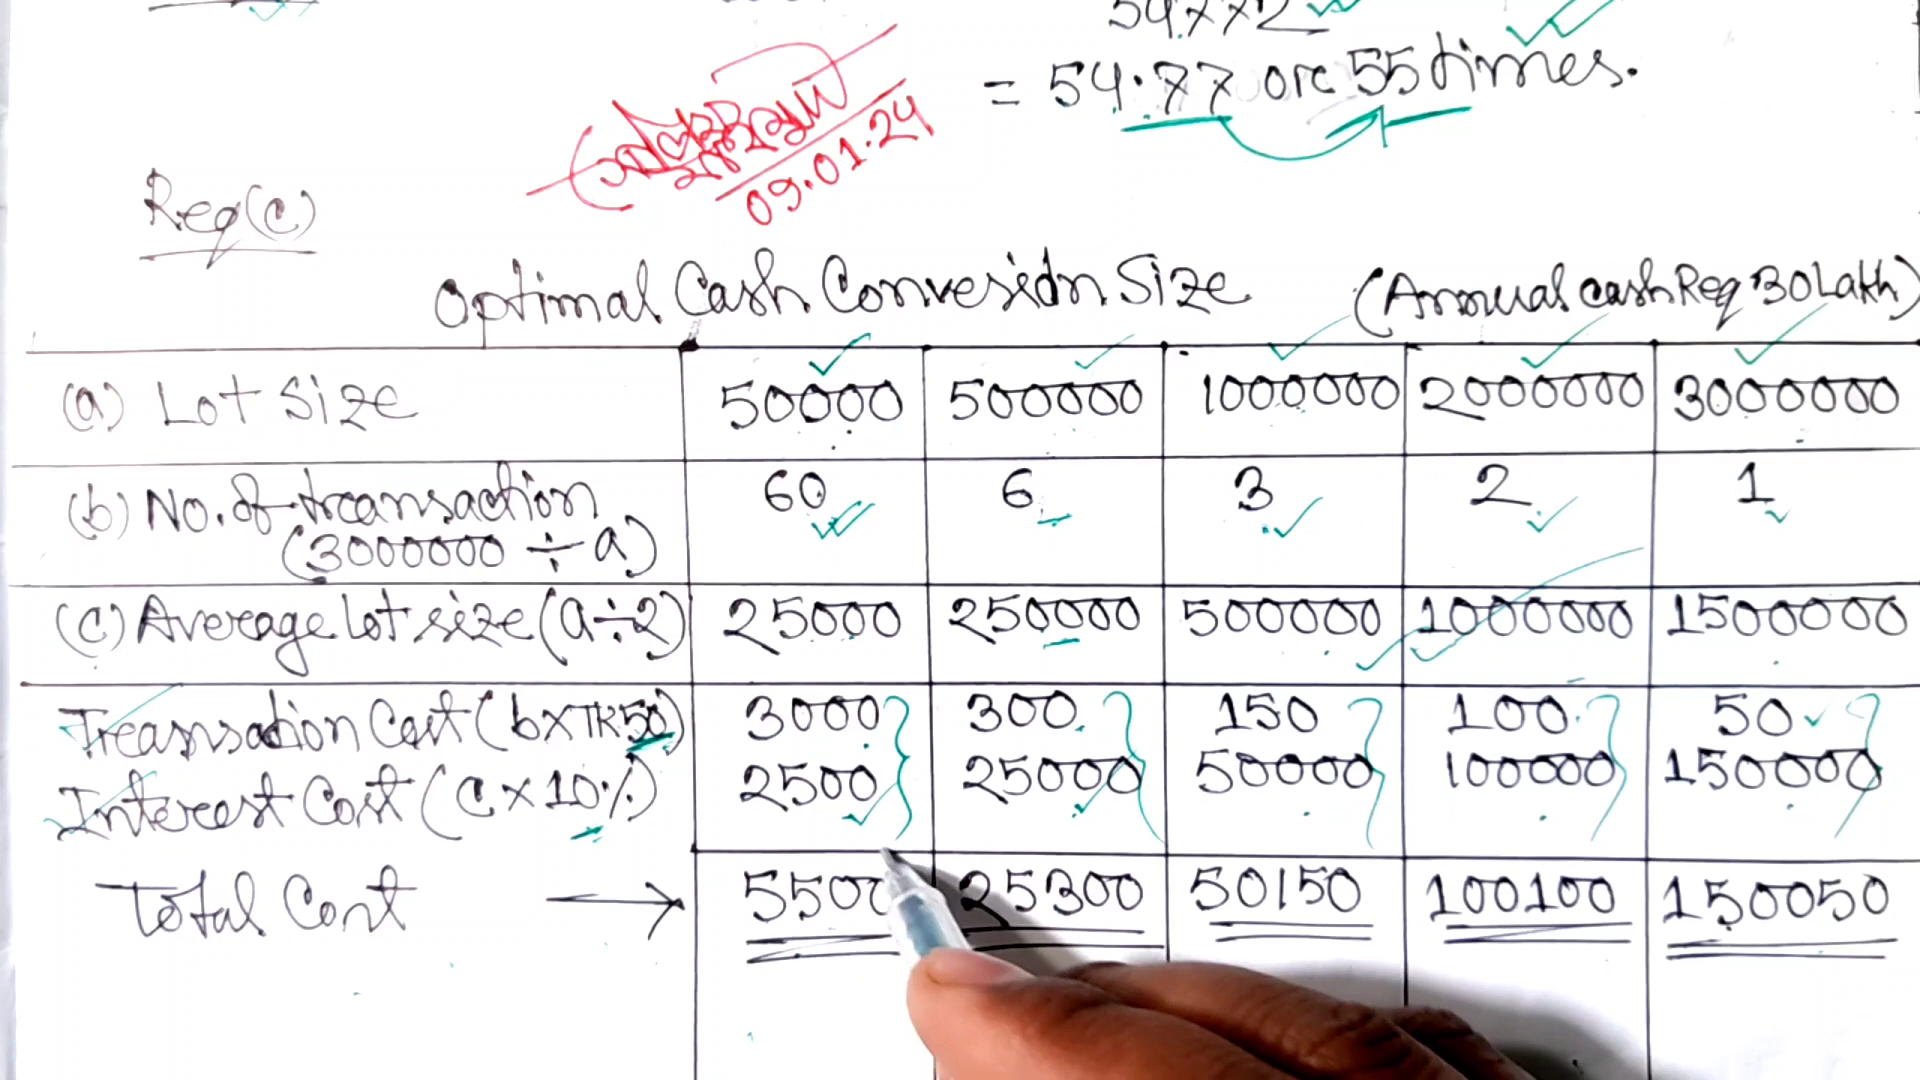 54772
= 54.77 or 55 times.
09.01.24
Req(c)
Optimal Cash Conversion Size (Annual cash Req 30 Lakh)
(a) Lot Size 50000 500000 1000000 2000000 3000000
(b) No. of transaction 60 6 3 2 1
(3000000 ÷ a)
(c) Average Lot size (a÷2) 25000 250000 500000 1000000 1500000
Transaction Cost (b×TK50) 3000 300 150 100 50
Interest Cost (c × 10%) 2500 25000 50000 100000 150000
Total Cost → 5500 25300 50150 100100 150050